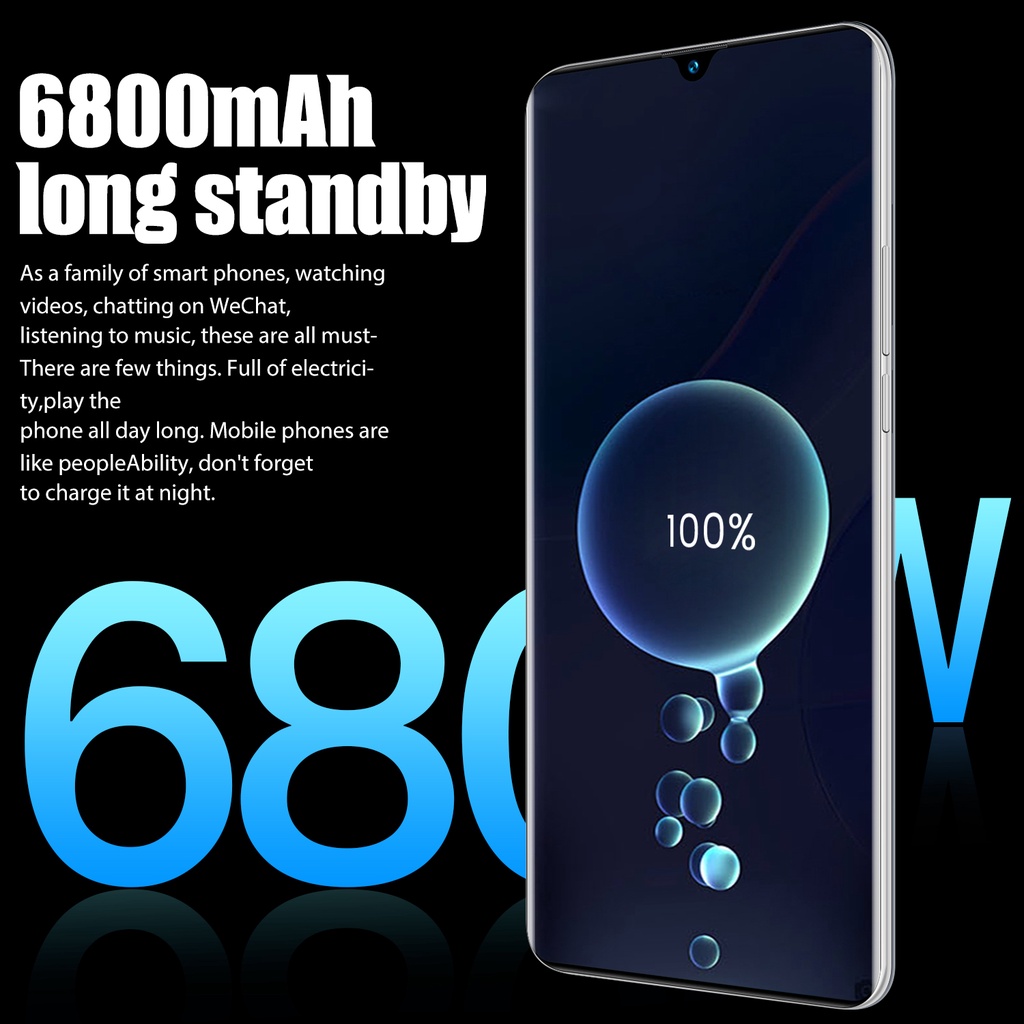 6800mAh
long standby
As a family of smart phones, watching
videos, chatting on WeChat,
listening to music, these are all must-
There are few things. Full of electrici-
ty,play the
phone all day long. Mobile phones are
like peopleAbility, don't forget
to charge it at night.
100%
680 W